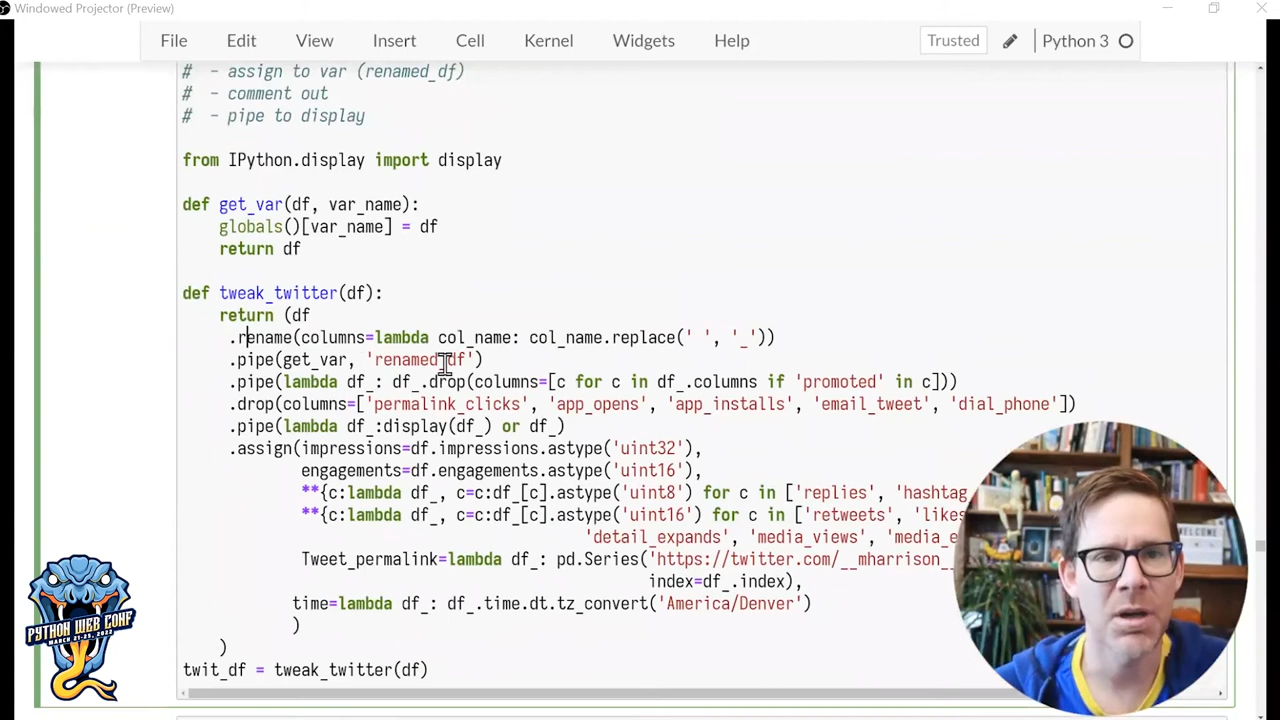 Windowed Projector (Preview)
File Edit View Insert Cell Kernel Widgets Help Trusted Python 3
# - assign to var (renamed_df)
# - comment out
# - pipe to display
from IPython.display import display
def get_var(df, var_name):
globals()[var_name] = df
return df
def tweak_twitter(df):
return (df
.rename(columns=lambda col_name: col_name.replace(' ', '_'))
.pipe(get_var, 'renamed_df')
.pipe(lambda df_: df_.drop(columns=[c for c in df_.columns if 'promoted' in c]))
.drop(columns=['permalink_clicks', 'app_opens', 'app_installs', 'email_tweet', 'dial_phone'])
.pipe(lambda df_:display(df_) or df_)
.assign(impressions=df.impressions.astype('uint32'),
engagements=df.engagements.astype('uint16'),
**{c:lambda df_, c=c:df_[c].astype('uint8') for c in ['replies', 'hashtag
**{c:lambda df_, c=c:df_[c].astype('uint16') for c in ['retweets', 'likes
'detail_expands', 'media_views', 'media_e
Tweet_permalink=lambda df_: pd.Series('https://twitter.com/__mharrison__
index=df_.index),
time=lambda df_: df_.time.dt.tz_convert('America/Denver')
)
)
twit_df = tweak_twitter(df)
PYTHON WEB CONF
MARCH 21-25, 2022
WELCOME